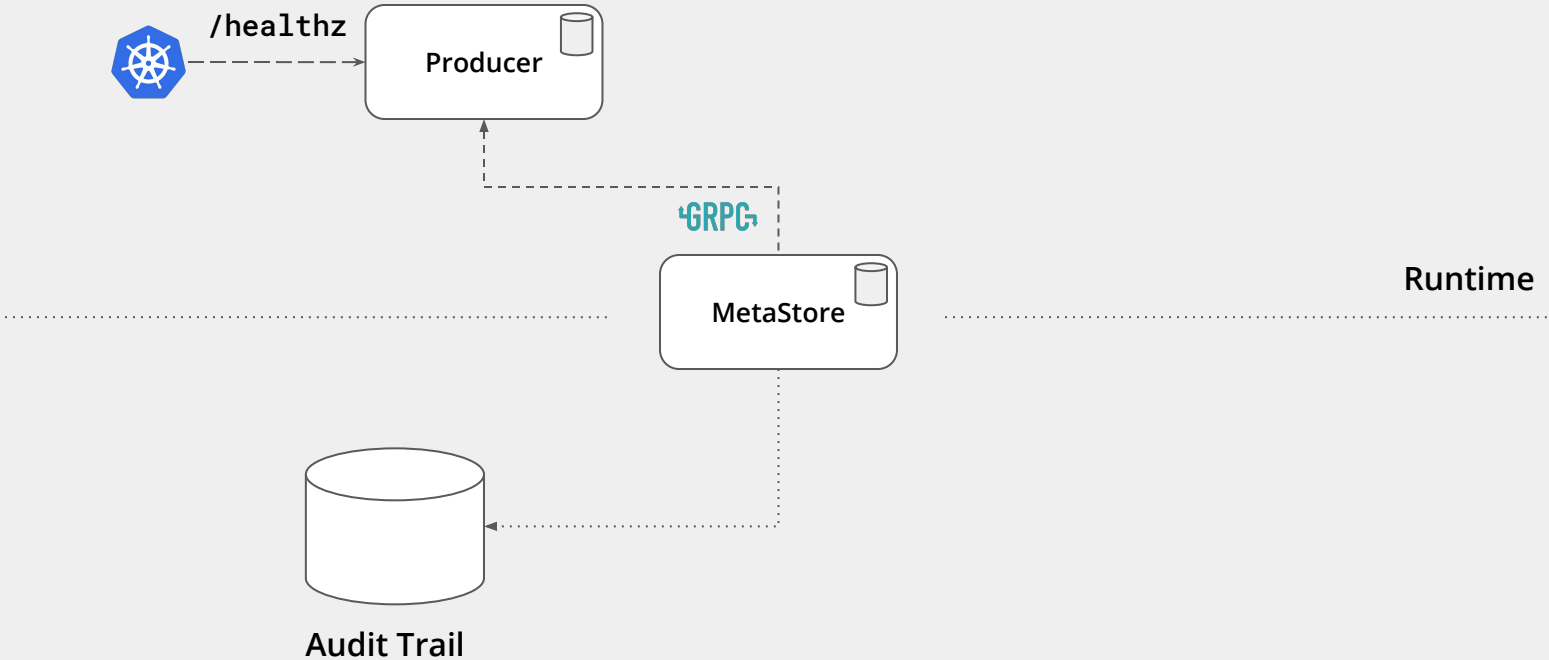 /healthz
Producer
GRPC
Runtime
MetaStore
Audit Trail